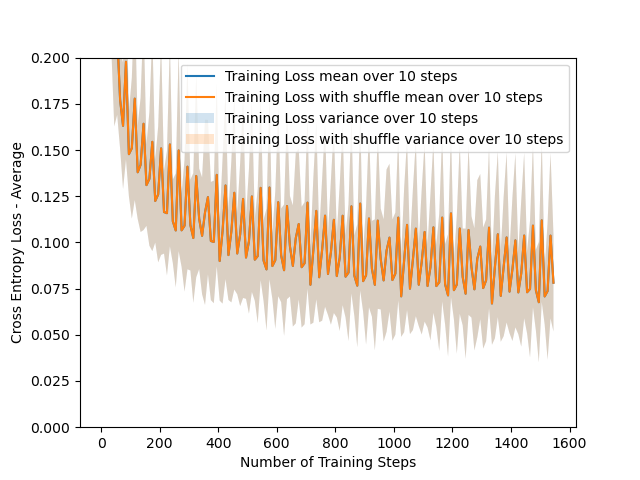 0.200
0.175
0.150
0.125
0.100
0.075
0.050
0.025
0.000
Cross Entropy Loss - Average
Training Loss mean over 10 steps
Training Loss with shuffle mean over 10 steps
Training Loss variance over 10 steps
Training Loss with shuffle variance over 10 steps
0 200 400 600 800 1000 1200 1400 1600
Number of Training Steps